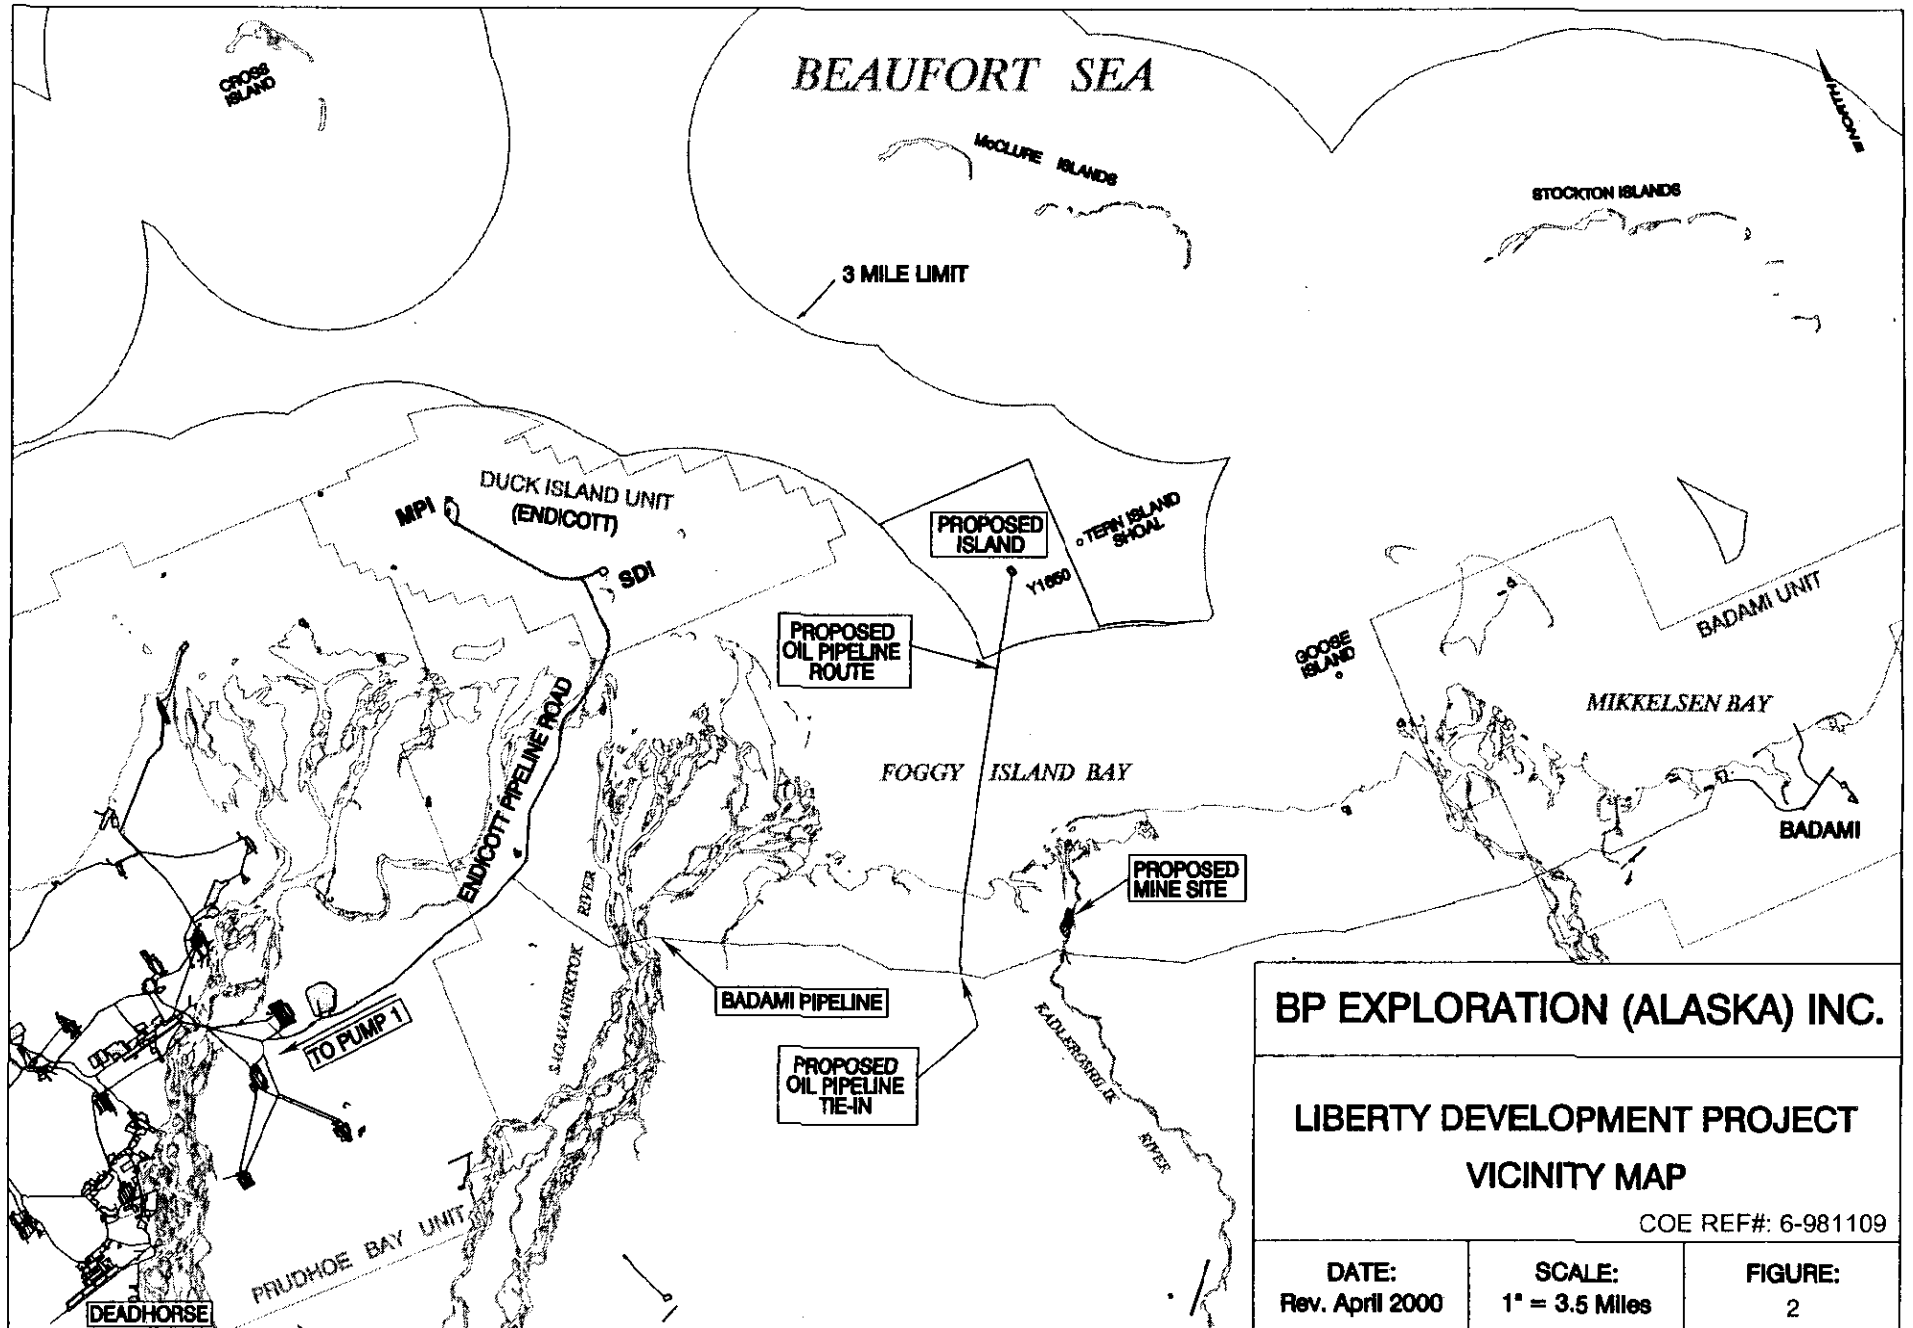 BEAUFORT SEA
CROSS
ISLAND
NORTH
McCLURE ISLANDS
STOCKTON ISLANDS
3 MILE LIMIT
DUCK ISLAND UNIT
(ENDICOTT)
MPI
SDI
PROPOSED
ISLAND
TERN ISLAND
SHOAL
Y1650
PROPOSED
OIL PIPELINE
ROUTE
GOOSE
ISLAND
BADAMI UNIT
MIKKELSEN BAY
ENDICOTT PIPELINE ROAD
FOGGY ISLAND BAY
BADAMI
PROPOSED
MINE SITE
SAGAVANIRKTOK RIVER
BADAMI PIPELINE
TO PUMP 1
PROPOSED
OIL PIPELINE
TIE-IN
KADLEROSHILIK
RIVER
PRUDHOE BAY UNIT
DEADHORSE
BP EXPLORATION (ALASKA) INC.
LIBERTY DEVELOPMENT PROJECT
VICINITY MAP
COE REF#: 6-981109
DATE:
Rev. April 2000
SCALE:
1" = 3.5 Miles
FIGURE:
2